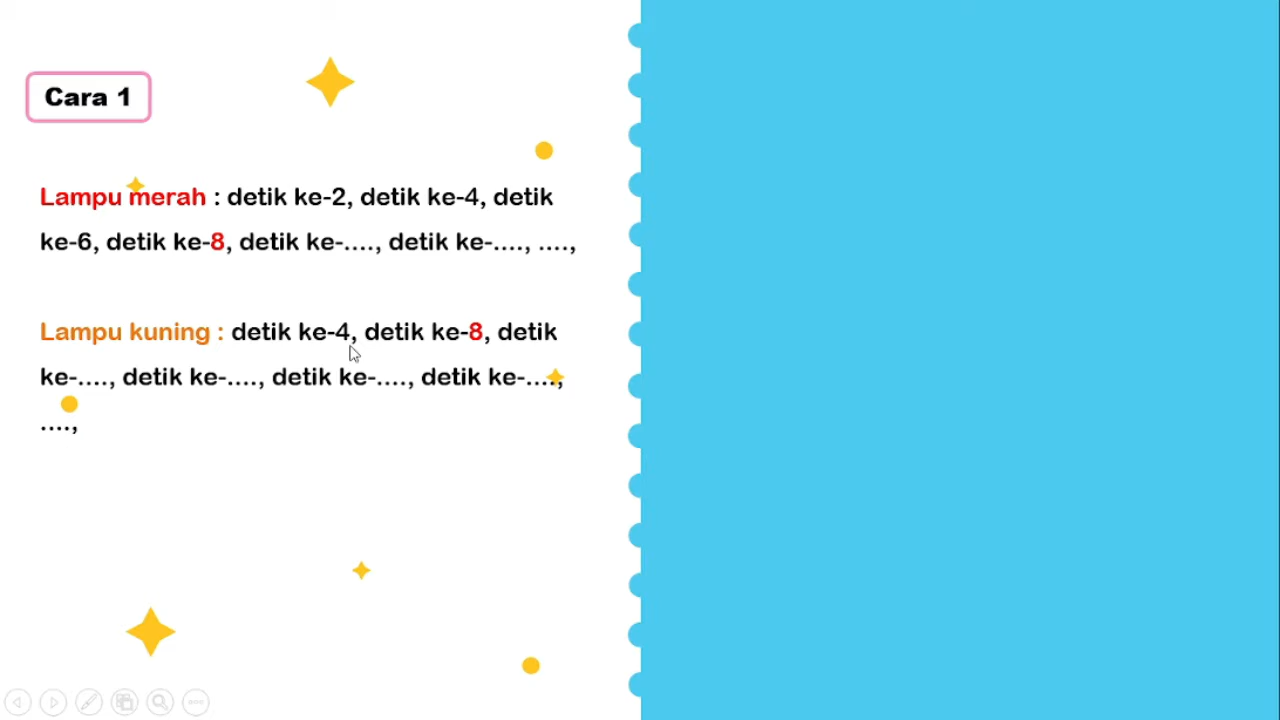 Cara 1
Lampu merah : detik ke-2, detik ke-4, detik
ke-6, detik ke-8, detik ke-...., detik ke-...., ....,
Lampu kuning : detik ke-4, detik ke-8, detik
ke-...., detik ke-...., detik ke-...., detik ke-....,
....,